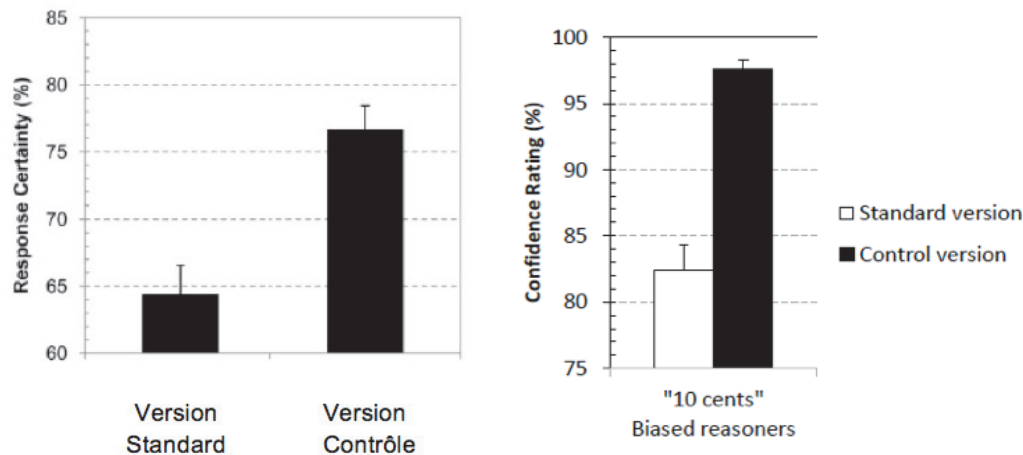 Response Certainty (%)
85
80
75
70
65
60
Version
Standard
Version
Contrôle
Confidence Rating (%)
100
95
90
85
80
75
"10 cents"
Biased reasoners
Standard version
Control version